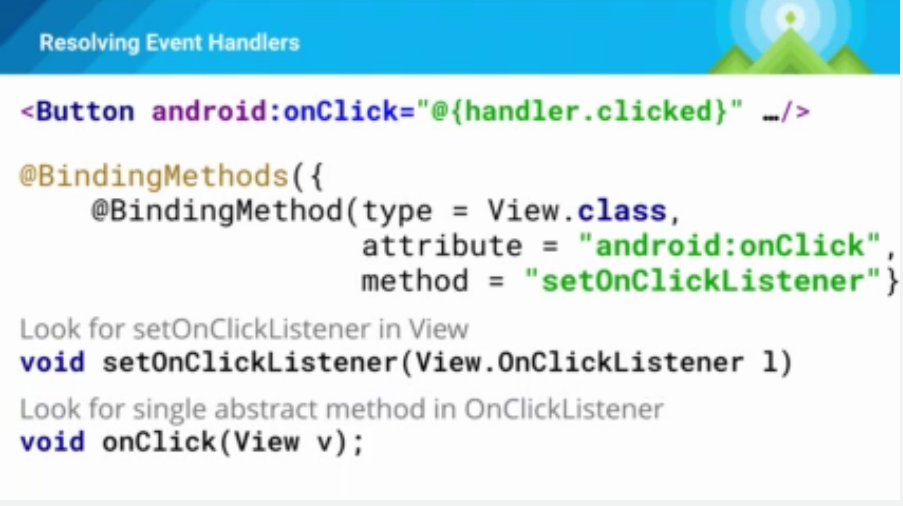 Resolving Event Handlers
<Button android:onClick="@{handler.clicked}" …/>
@BindingMethods({
@BindingMethod(type = View.class,
attribute = "android:onClick",
method = "setOnClickListener"}
Look for setOnClickListener in View
void setOnClickListener(View.OnClickListener l)
Look for single abstract method in OnClickListener
void onClick(View v);